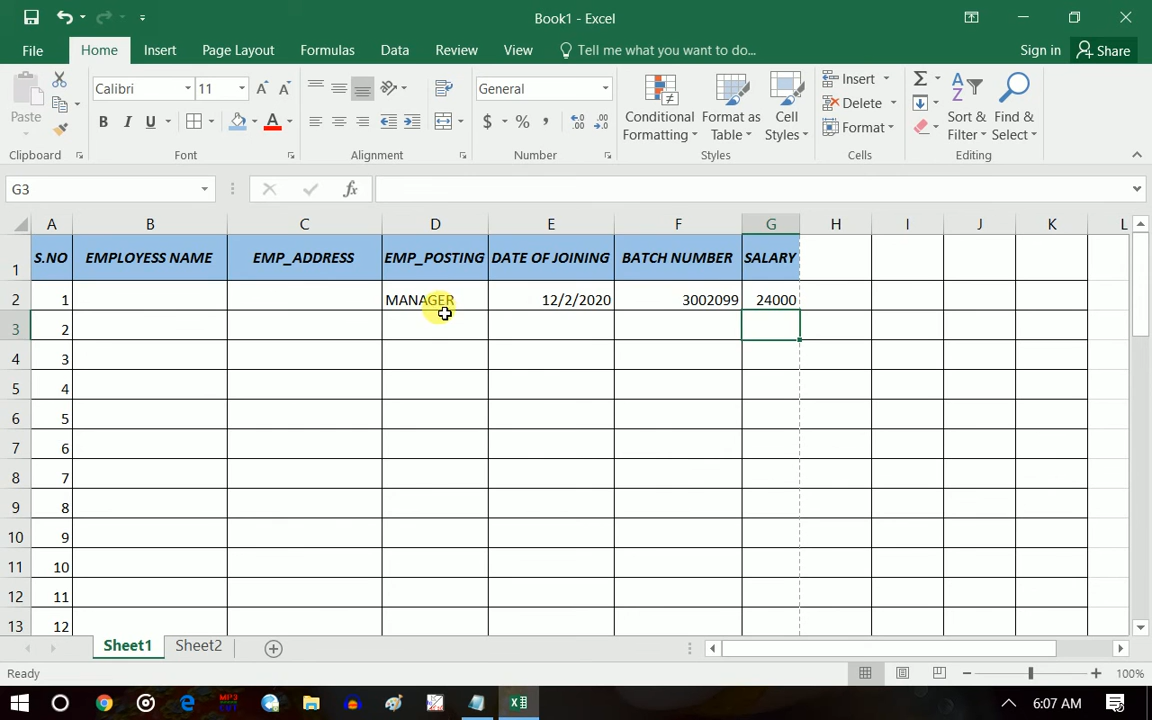 Book1 - Excel
File Home Insert Page Layout Formulas Data Review View Tell me what you want to do... Sign in Share
Paste
Calibri 11
B I U A
General
$ % ,
Conditional Formatting
Format as Table
Cell Styles
Insert
Delete
Format
Sort & Filter
Find & Select
Clipboard Font Alignment Number Styles Cells Editing
G3 fx
A B C D E F G H I J K L
1 S.NO EMPLOYESS NAME EMP_ADDRESS EMP_POSTING DATE OF JOINING BATCH NUMBER SALARY
2 1 MANAGER 12/2/2020 3002099 24000
3 2
4 3
5 4
6 5
7 6
8 7
9 8
10 9
11 10
12 11
13 12
Sheet1 Sheet2
Ready 100%
6:07 AM